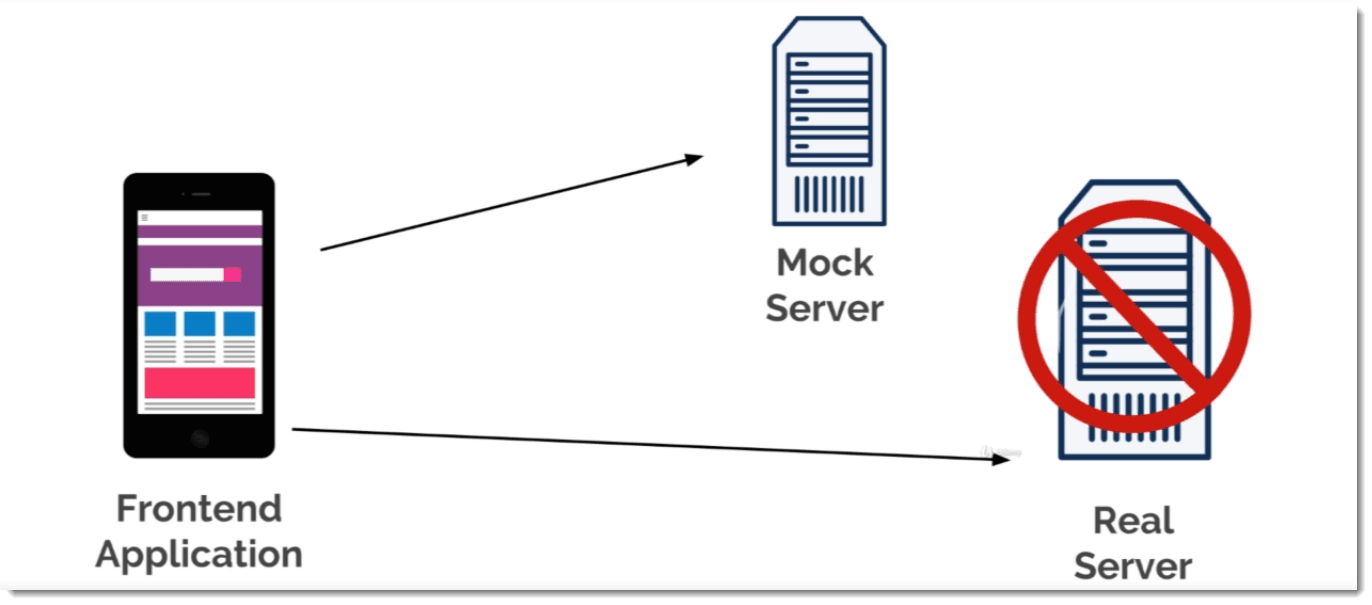 Mock
Server
Frontend
Application
Real
Server